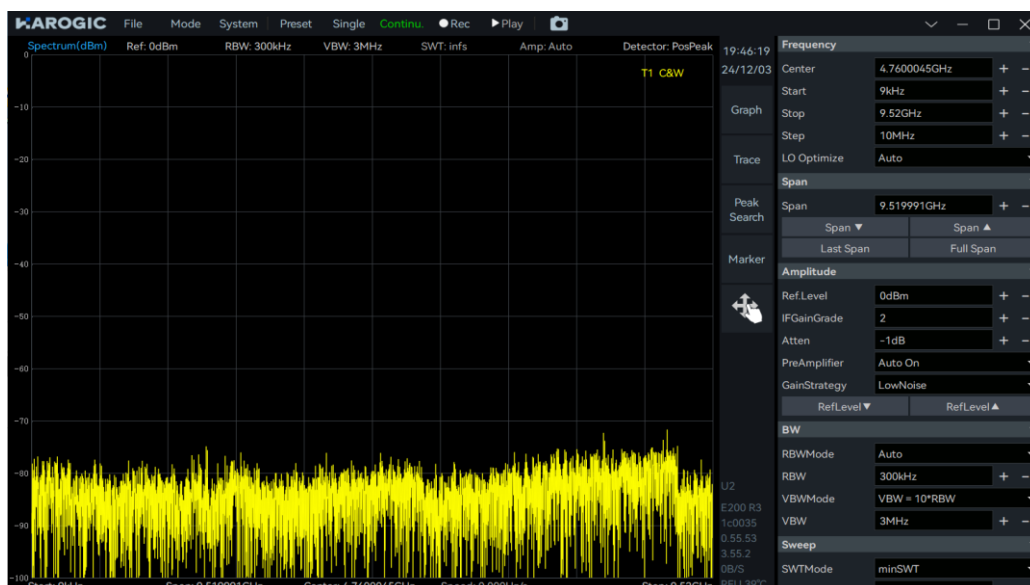 HAROGIC File Mode System Preset Single Continu. Rec Play
Spectrum(dBm) Ref: 0dBm RBW: 300kHz VBW: 3MHz SWT: infs Amp: Auto Detector: PosPeak
T1 C&W
0
-10
-20
-30
-40
-50
-60
-70
-80
-90
-100
19:46:19
24/12/03
Graph
Trace
Peak
Search
Marker
U2
E200 R3
1c0035
0.55.53
3.55.2
0B/S
Frequency
Center 4.7600045GHz + -
Start 9kHz + -
Stop 9.52GHz + -
Step 10MHz + -
LO Optimize Auto
Span
Span 9.519991GHz + -
Span ▼ Span ▲
Last Span Full Span
Amplitude
Ref.Level 0dBm + -
IFGainGrade 2 + -
Atten -1dB + -
PreAmplifier Auto On
GainStrategy LowNoise
RefLevel▼ RefLevel▲
BW
RBWMode Auto
RBW 300kHz + -
VBWMode VBW = 10*RBW
VBW 3MHz + -
Sweep
SWTMode minSWT